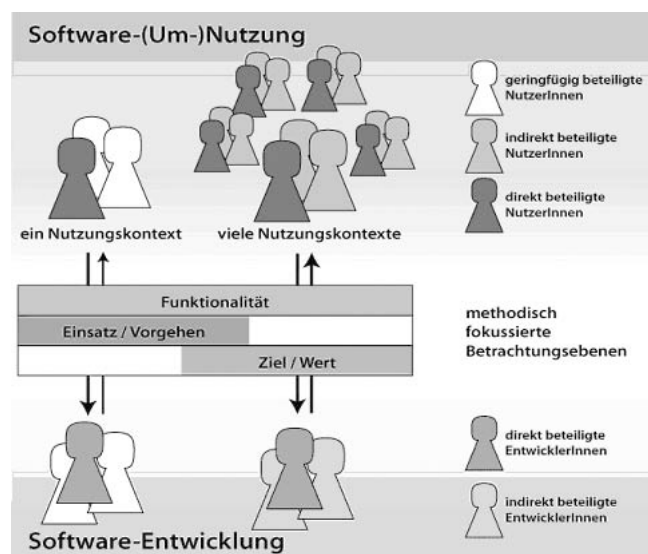 Software-(Um-)Nutzung
geringfügig beteiligte
NutzerInnen
indirekt beteiligte
NutzerInnen
direkt beteiligte
NutzerInnen
ein Nutzungskontext
viele Nutzungskontexte
Funktionalität
Einsatz / Vorgehen
Ziel / Wert
methodisch
fokussierte
Betrachtungsebenen
direkt beteiligte
EntwicklerInnen
indirekt beteiligte
EntwicklerInnen
Software-Entwicklung